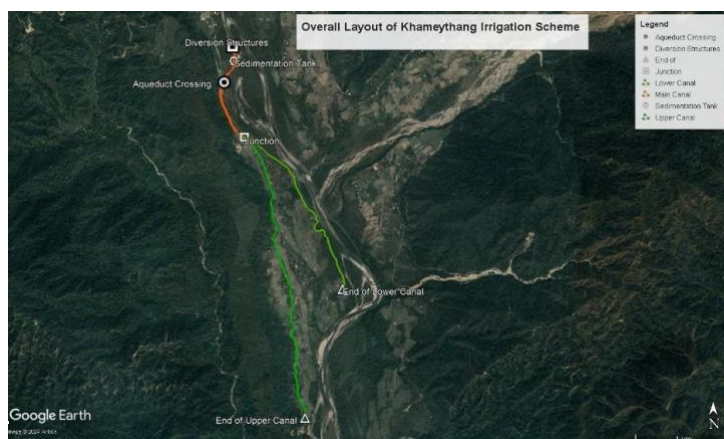 Overall Layout of Khameythang Irrigation Scheme
Legend
Aqueduct Crossing
Diversion Structures
End of
Junction
Lower Canal
Main Canal
Sedimentation Tank
Upper Canal
Diversion Structures
Sedimentation Tank
Aqueduct Crossing
Junction
End of Lower Canal
End of Upper Canal
Google Earth
N